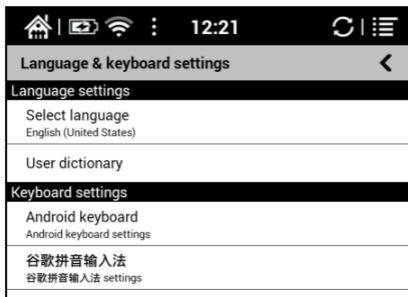 12:21
Language & keyboard settings
Language settings
Select language
English (United States)
User dictionary
Keyboard settings
Android keyboard
Android keyboard settings
谷歌拼音输入法
谷歌拼音输入法 settings